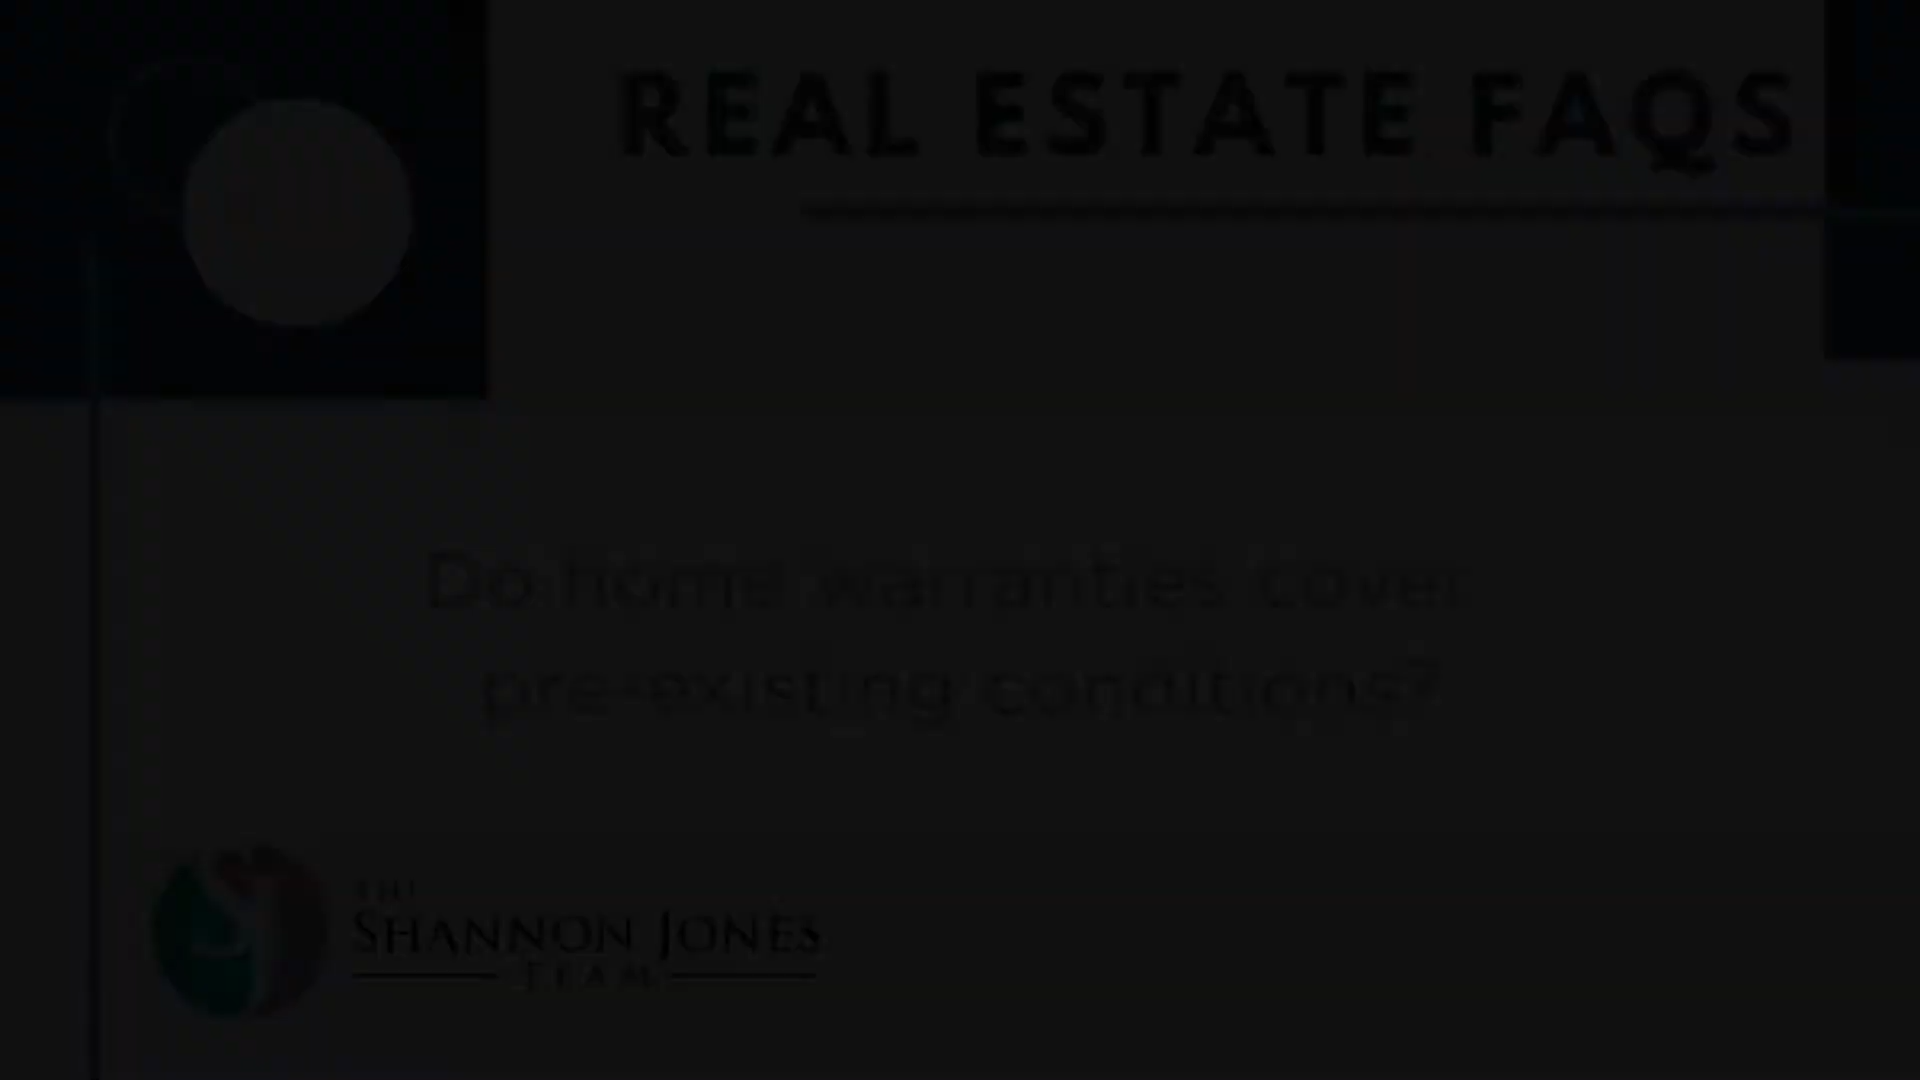 REAL ESTATE FAQS
Do home warranties cover
pre-existing conditions?
THE
SHANNON JONES
TEAM